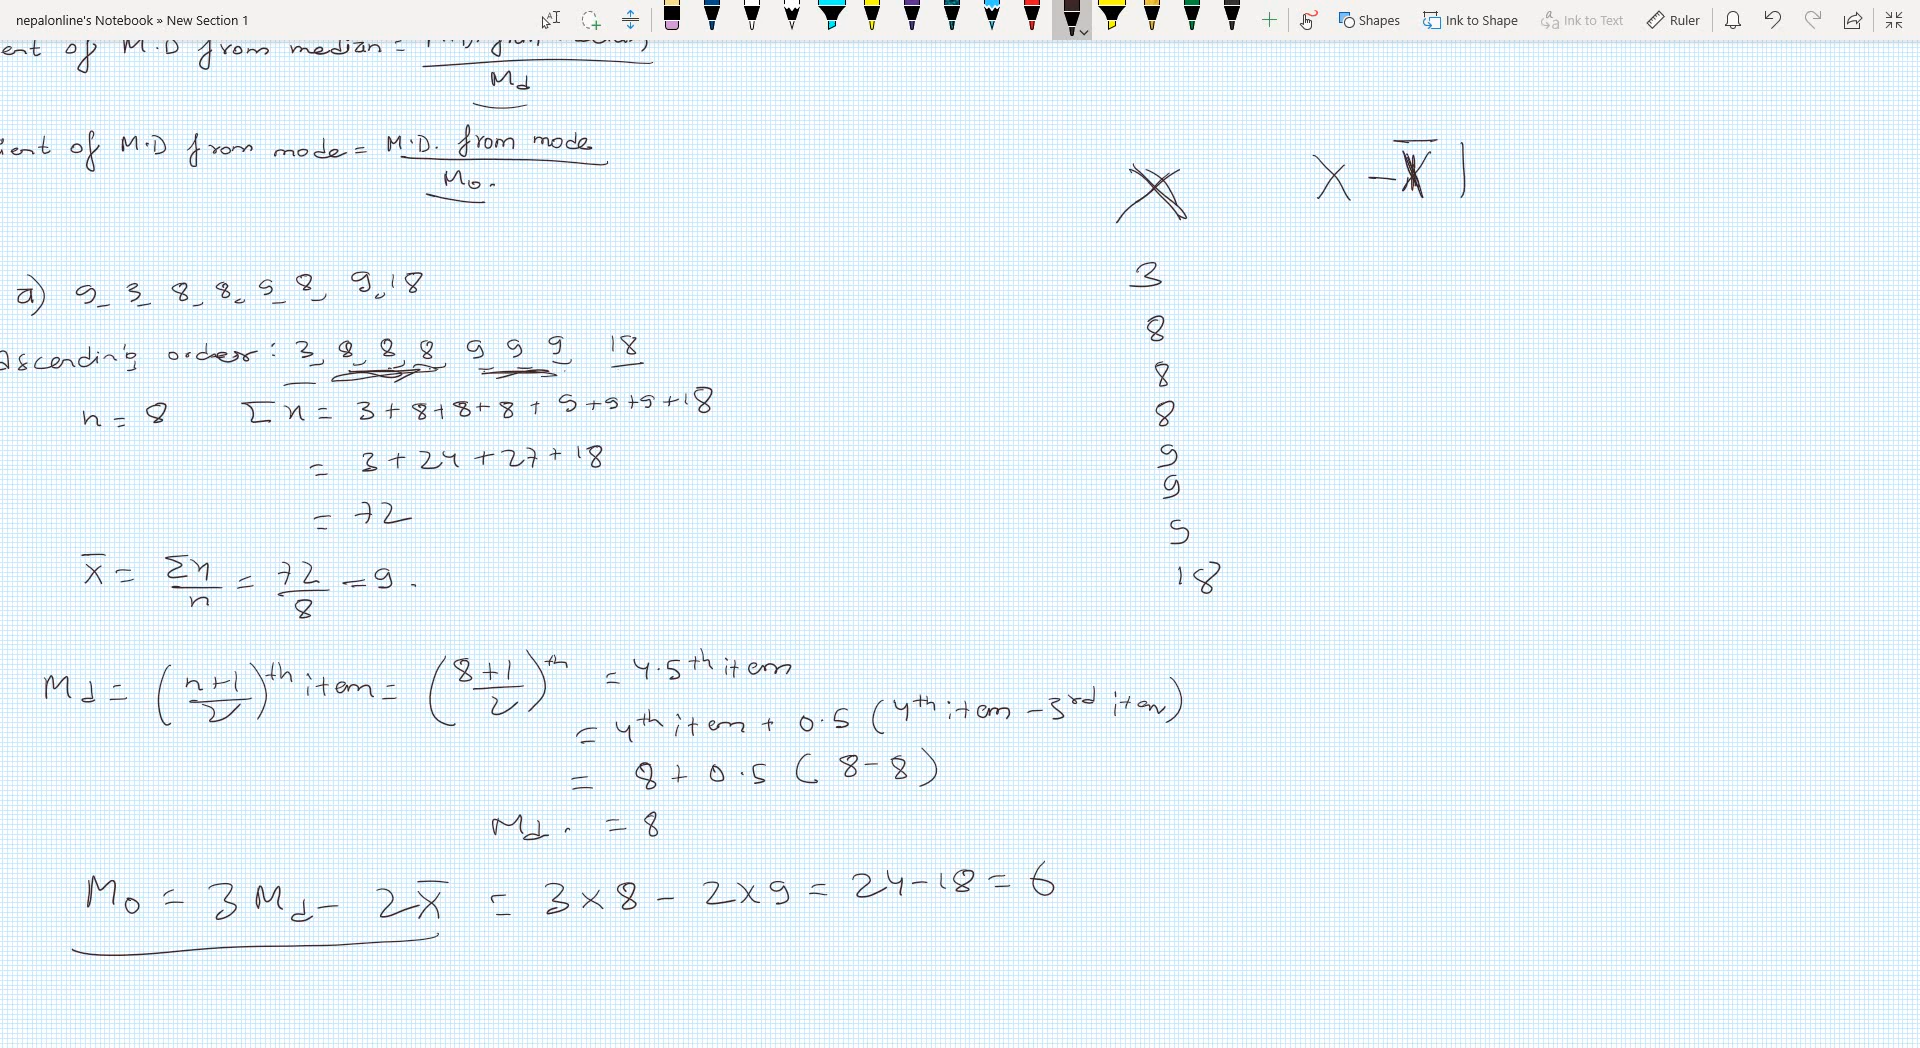 nepalonline's Notebook » New Section 1
Shapes Ink to Shape Ink to Text Ruler
ent of M.D from median =
Md
ient of M.D from mode = M.D. from mode
Mo.
a) 9, 3, 8, 8, 9, 8, 9, 18
ascending order: 3, 8, 8, 8, 9, 9, 9, 18
n = 8 Σx = 3 + 8 + 8 + 8 + 9 + 9 + 9 + 18
= 3 + 24 + 27 + 18
= 72
X̄ = Σx/n = 72/8 = 9.
Md = (n+1/2)th item = (8+1/2)th = 4.5th item
= 4th item + 0.5 (4th item - 3rd item)
= 8 + 0.5 (8 - 8)
Md. = 8
Mo = 3Md - 2X̄ = 3 × 8 - 2 × 9 = 24 - 18 = 6
X X - X̄ |
3
8
8
8
9
9
9
18